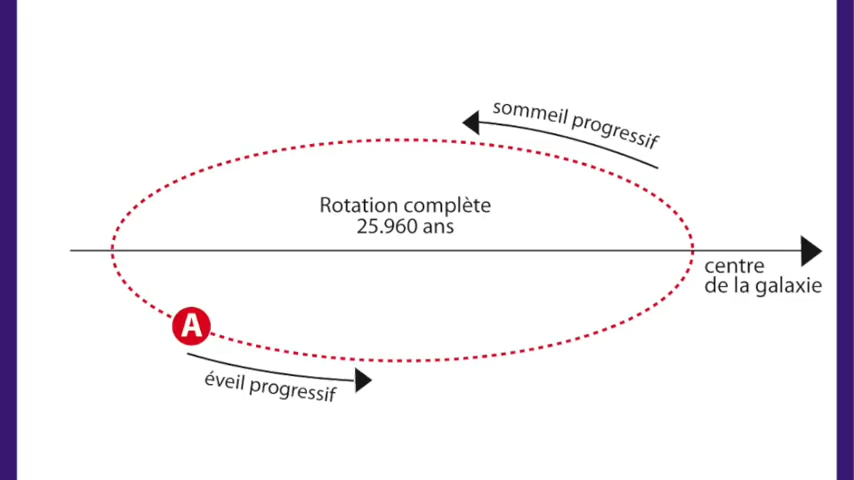 sommeil progressif
Rotation complète
25.960 ans
centre
de la galaxie
A
éveil progressif